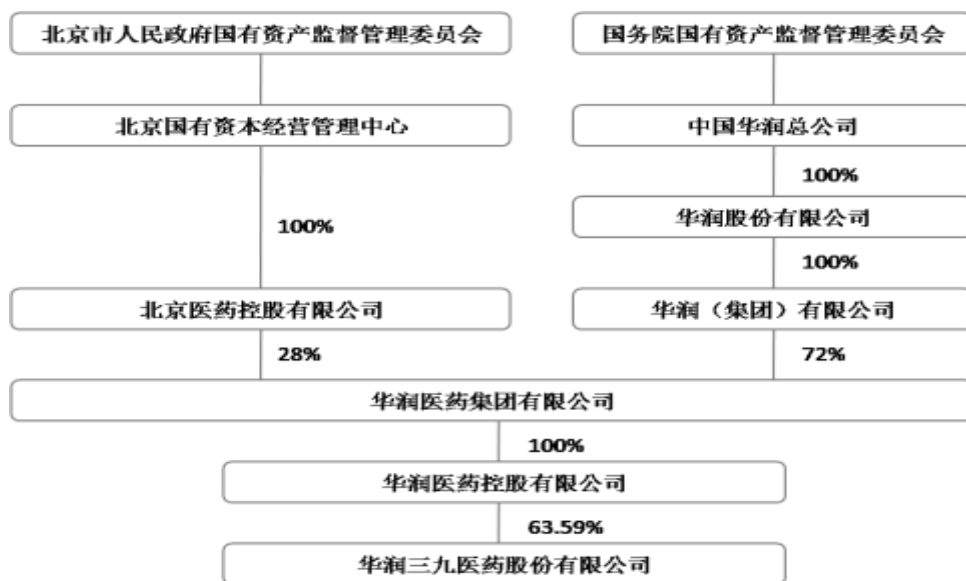 北京市人民政府国有资产监督管理委员会
国务院国有资产监督管理委员会
北京国有资本经营管理中心
中国华润总公司
100%
华润股份有限公司
100%
100%
北京医药控股有限公司
华润（集团）有限公司
28%
72%
华润医药集团有限公司
100%
华润医药控股有限公司
63.59%
华润三九医药股份有限公司